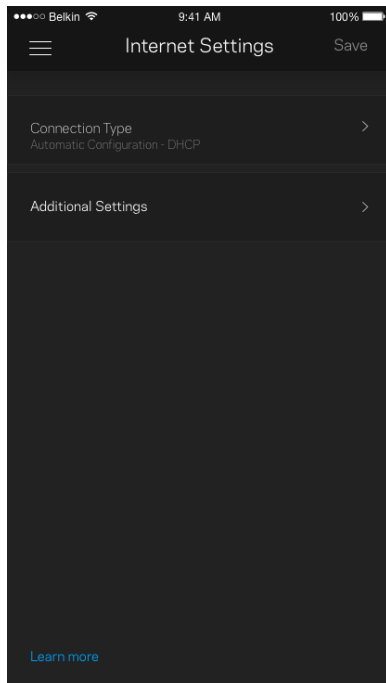 Belkin 9:41 AM 100%
Internet Settings Save
Connection Type
Automatic Configuration - DHCP
Additional Settings
Learn more